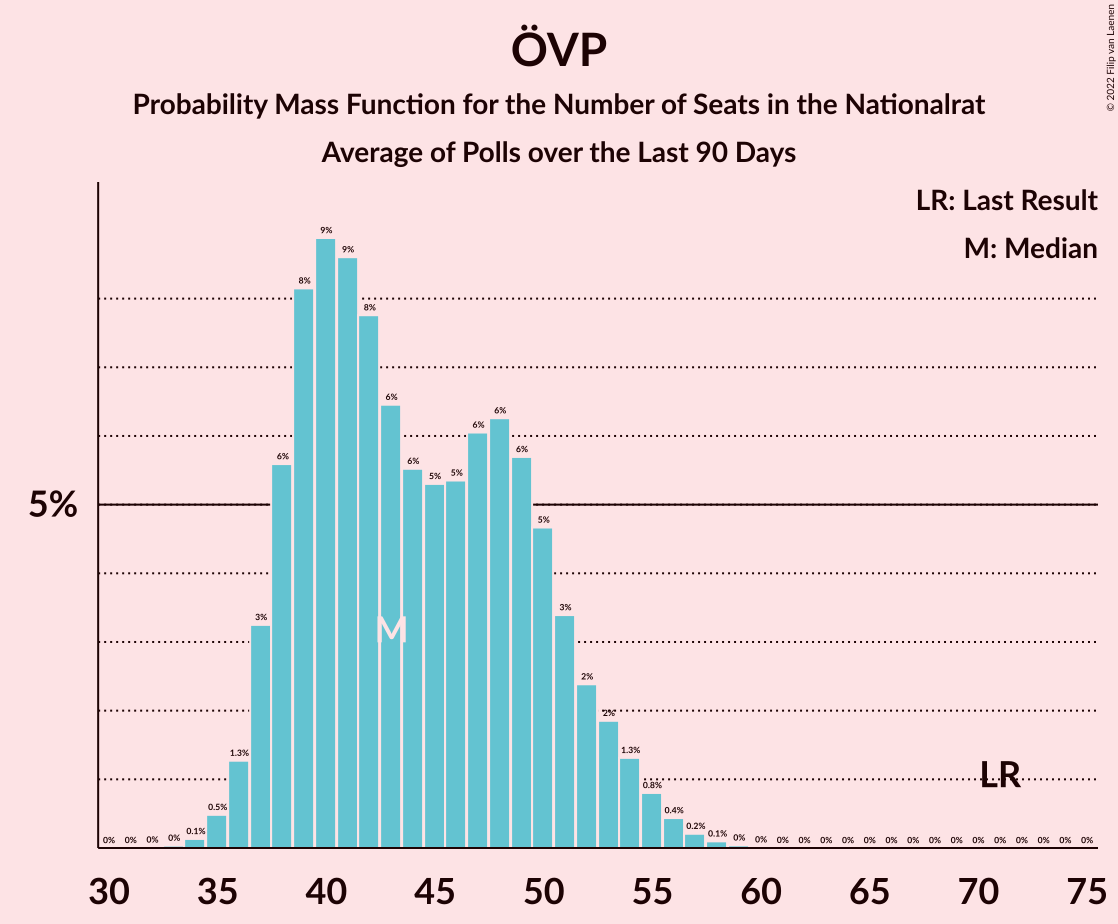 ÖVP
Probability Mass Function for the Number of Seats in the Nationalrat
Average of Polls over the Last 90 Days
© 2022 Filip van Laenen
LR: Last Result
M: Median
5%
0% 0% 0% 0% 0.1% 0.5% 1.3% 3% 6% 8% 9% 9% 8% 6% 6% 5% 5% 6% 6% 6% 5% 3% 2% 2% 1.3% 0.8% 0.4% 0.2% 0.1% 0% 0% 0% 0% 0% 0% 0% 0% 0% 0% 0% 0% 0% 0% 0% 0% 0%
M
LR
30 35 40 45 50 55 60 65 70 75